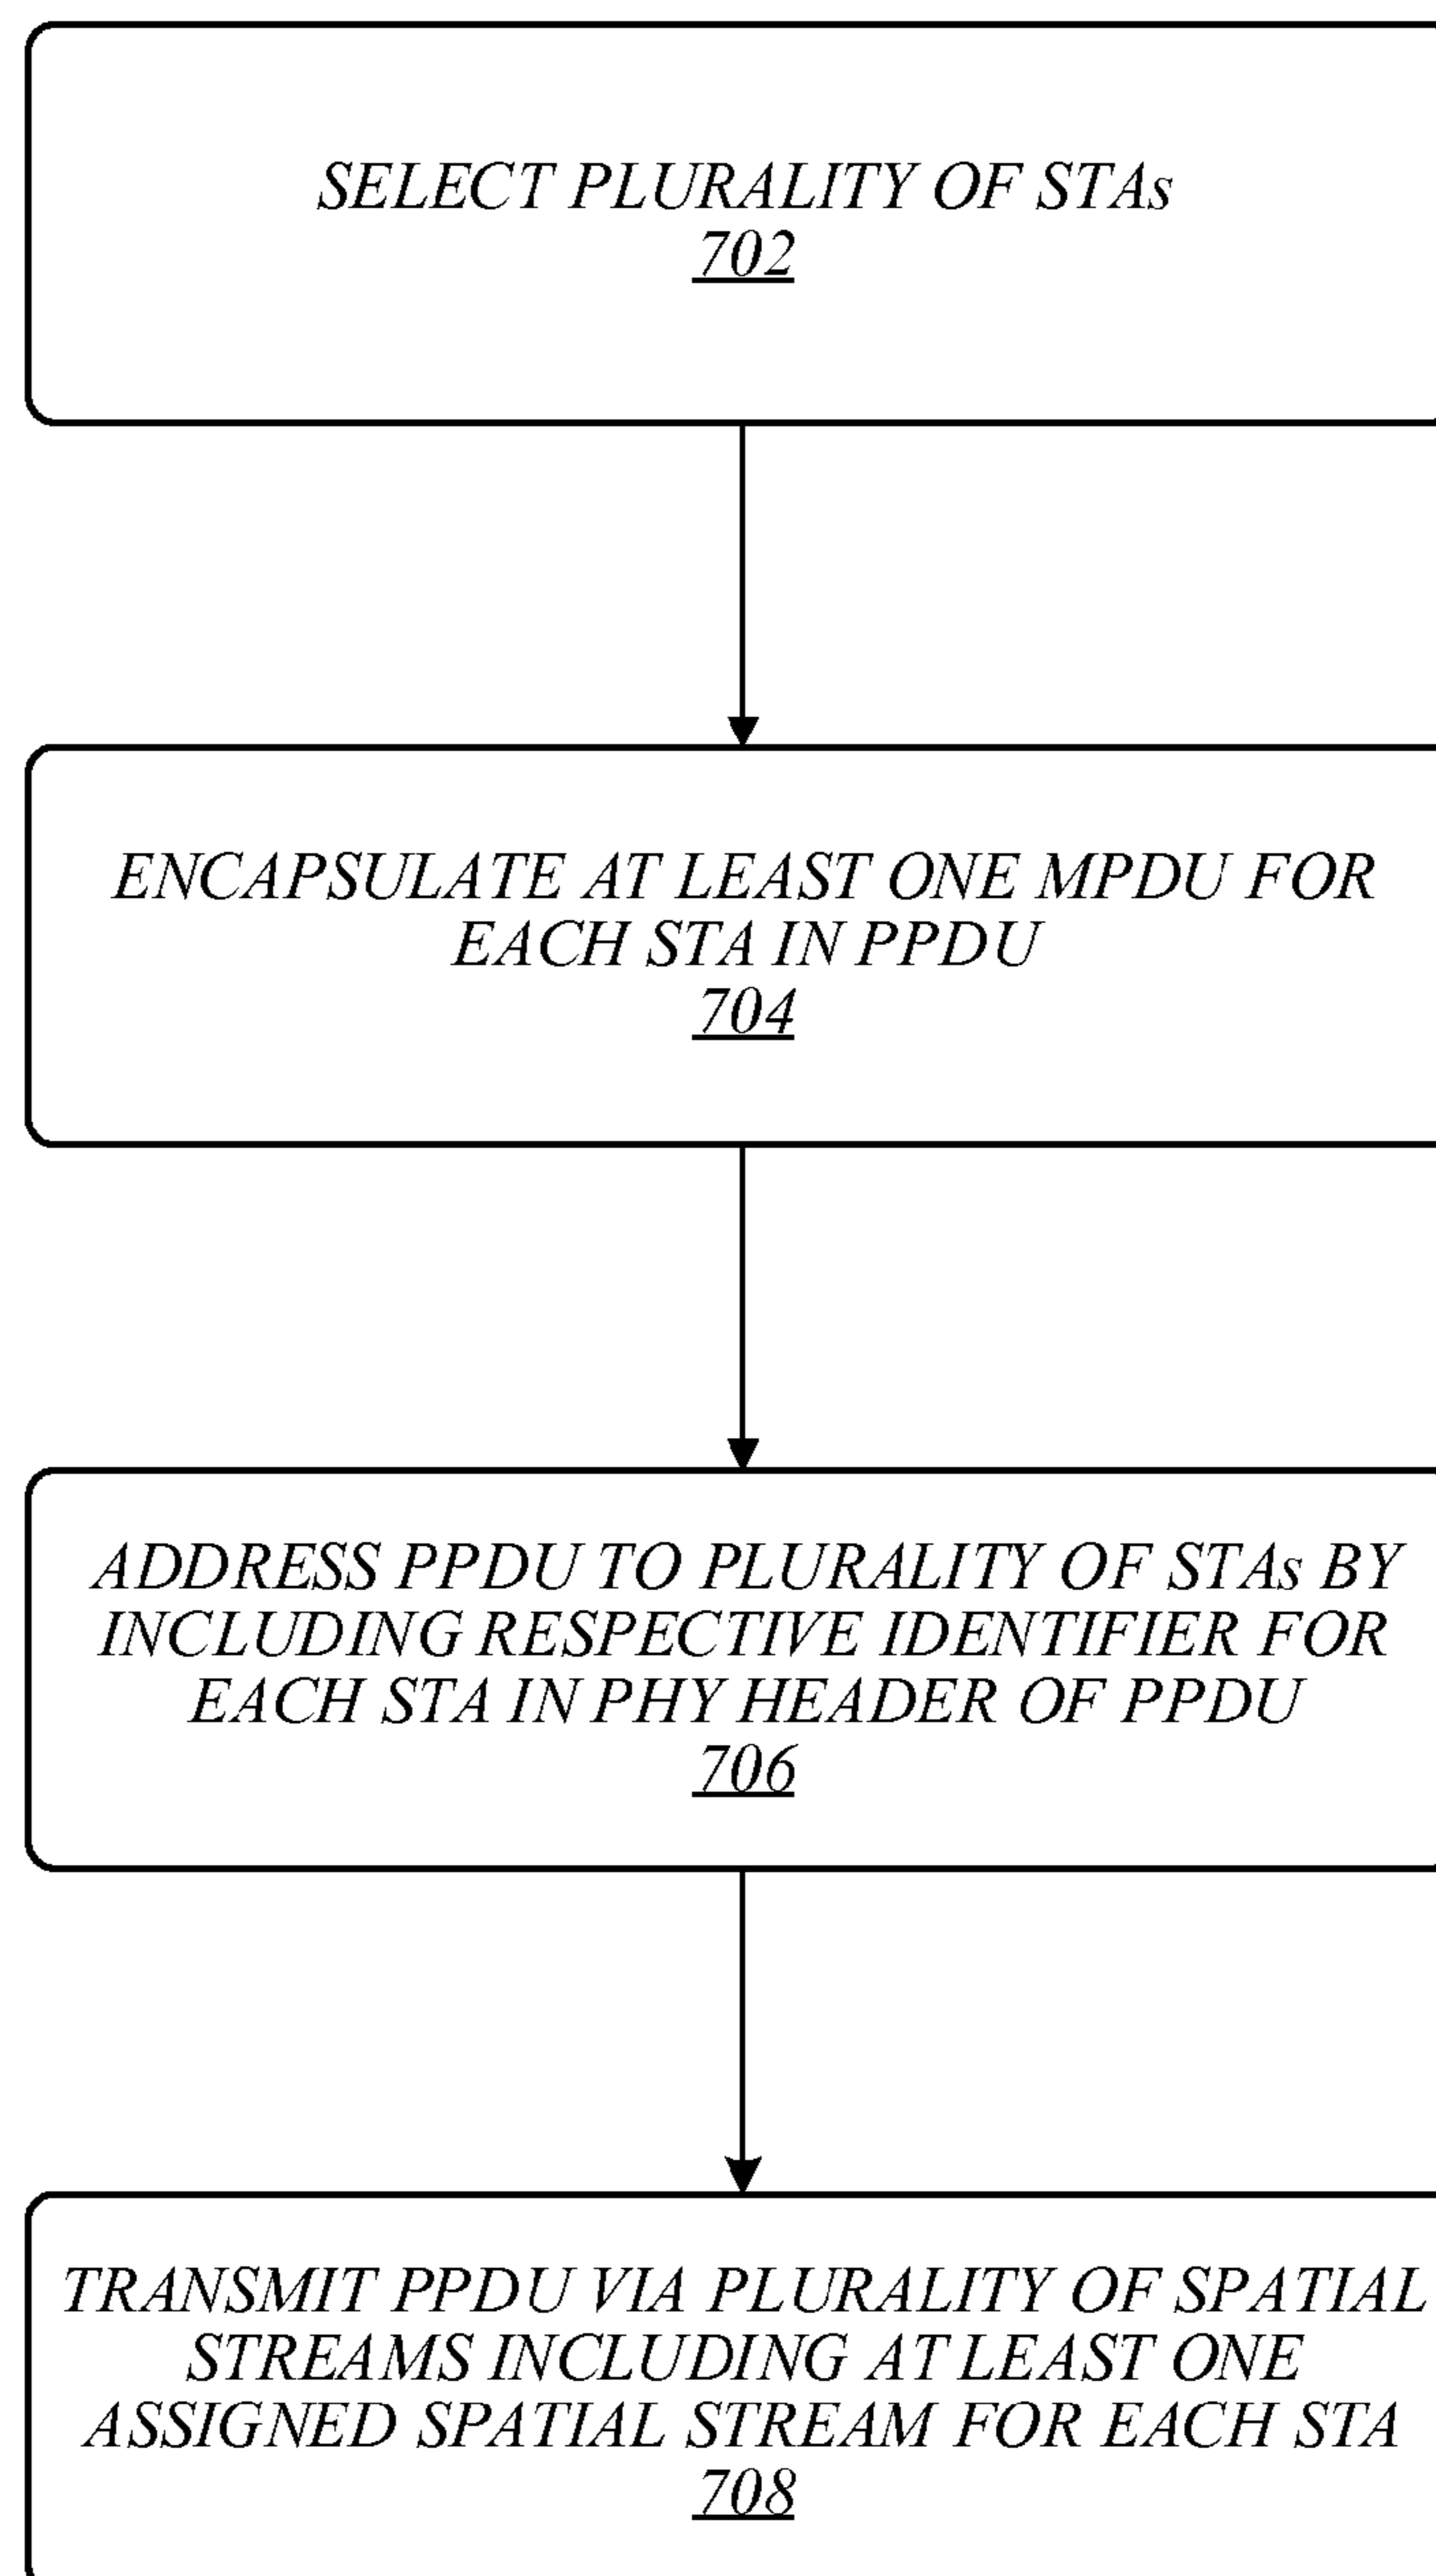 SELECT PLURALITY OF STAs
702
ENCAPSULATE AT LEAST ONE MPDU FOR
EACH STA IN PPDU
704
ADDRESS PPDU TO PLURALITY OF STAs BY
INCLUDING RESPECTIVE IDENTIFIER FOR
EACH STA IN PHY HEADER OF PPDU
706
TRANSMIT PPDU VIA PLURALITY OF SPATIAL
STREAMS INCLUDING AT LEAST ONE
ASSIGNED SPATIAL STREAM FOR EACH STA
708